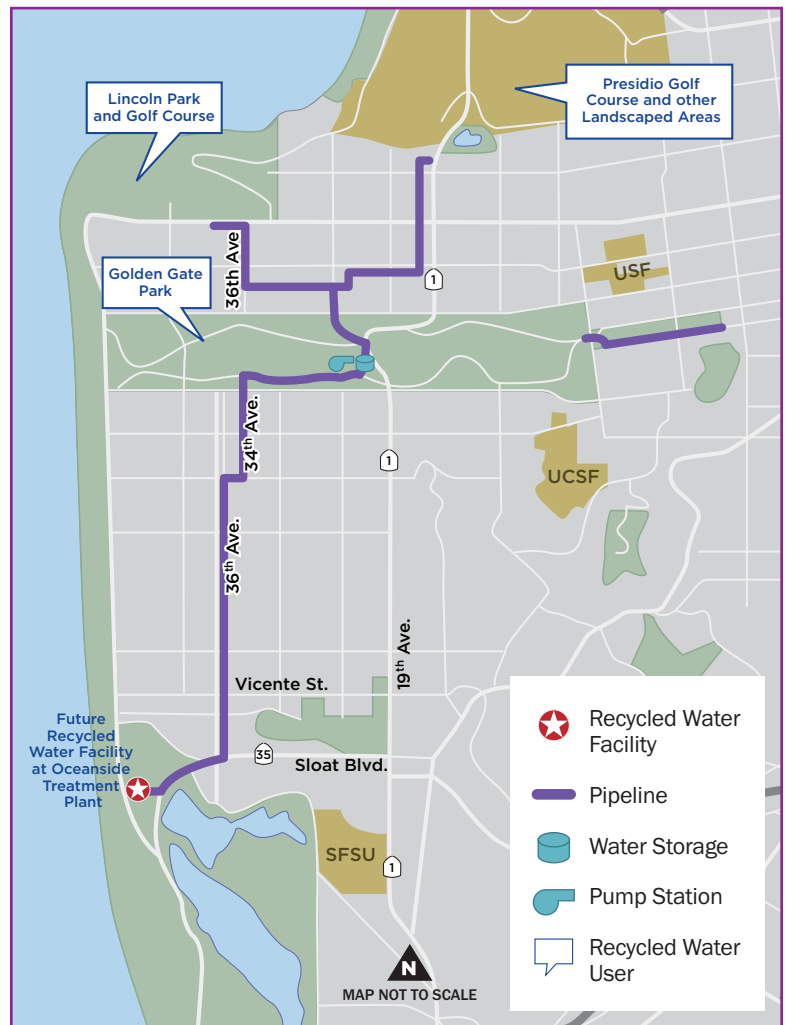 Lincoln Park
and Golf Course
Presidio Golf
Course and other
Landscaped Areas
36th Ave
USF
Golden Gate
Park
1
34th Ave.
1
UCSF
36th Ave.
19th Ave.
Vicente St.
Future
Recycled
Water Facility
at Oceanside
Treatment
Plant
35
Sloat Blvd.
SFSU
1
N
MAP NOT TO SCALE
Recycled Water
Facility
Pipeline
Water Storage
Pump Station
Recycled Water
User